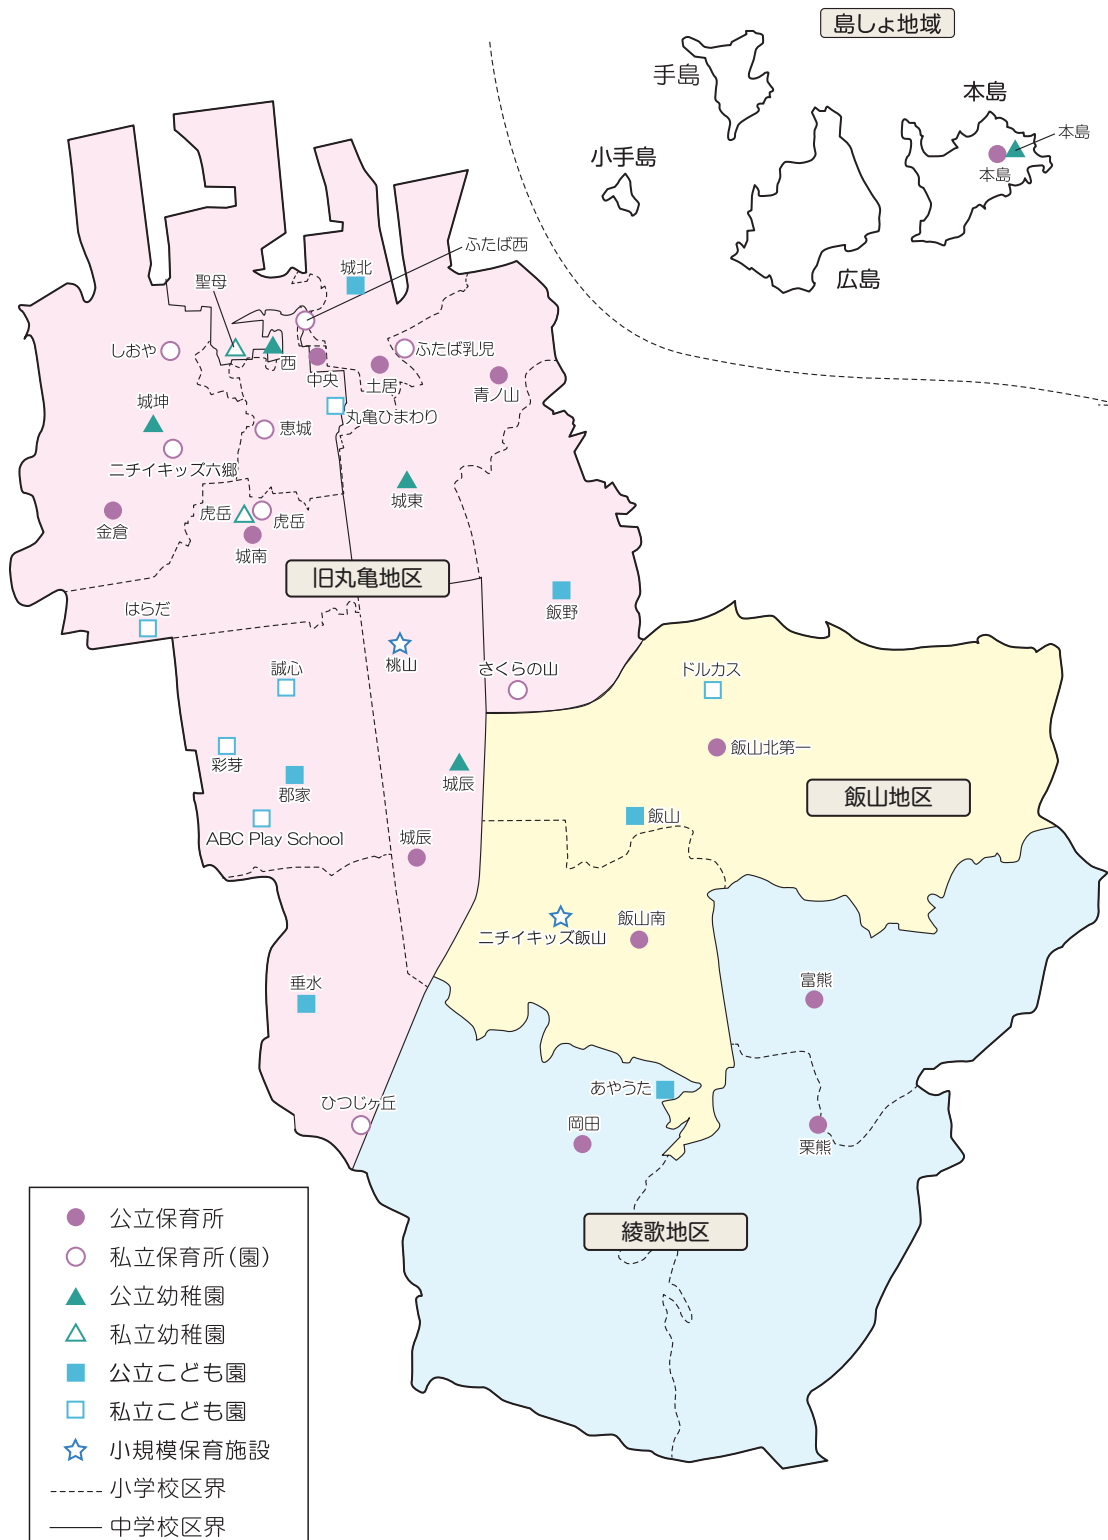 島しょ地域
手島
本島
本島
本島
小手島
広島
ふたば西
城北
聖母
しおや
西
中央
土居
ふたば乳児
青ノ山
城坤
丸亀ひまわり
恵城
ニチイキッズ六郷
城東
金倉
虎岳
虎岳
城南
旧丸亀地区
飯野
はらだ
桃山
誠心
さくらの山
ドルカス
彩芽
飯山北第一
郡家
城辰
飯山地区
飯山
ABC Play School
城辰
飯山南
ニチイキッズ飯山
垂水
富熊
あやうた
ひつじヶ丘
岡田
栗熊
綾歌地区
公立保育所
私立保育所(園)
公立幼稚園
私立幼稚園
公立こども園
私立こども園
小規模保育施設
小学校区界
中学校区界